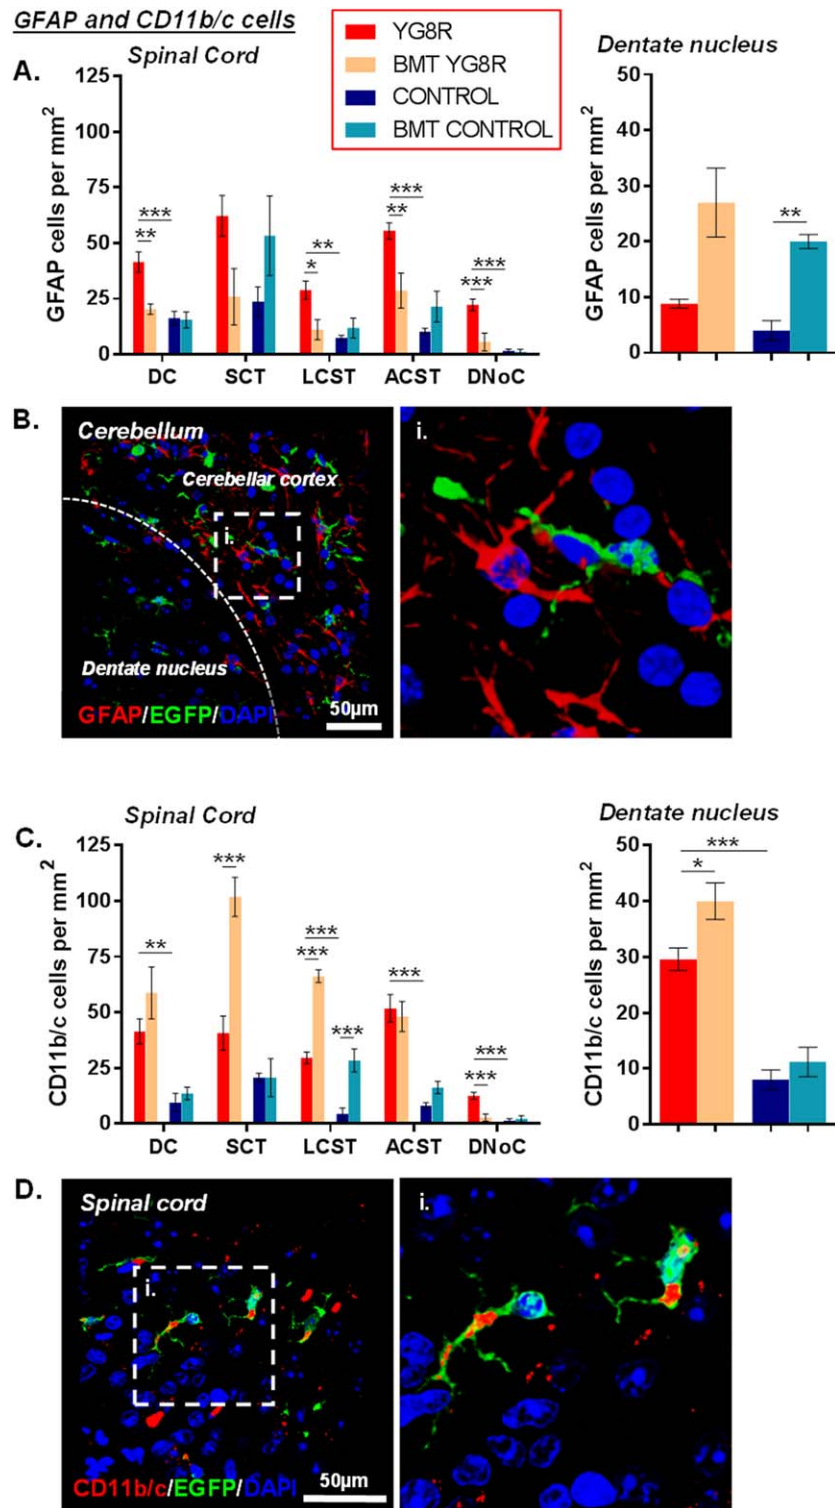 GFAP and CD11b/c cells
YG8R
BMT YG8R
CONTROL
BMT CONTROL
A.
Spinal Cord
GFAP cells per mm²
125
100
75
50
25
0
***
**
**
*
***
**
***
***
DC SCT LCST ACST DNoC
Dentate nucleus
GFAP cells per mm²
50
40
30
20
10
0
**
B.
Cerebellum
Cerebellar cortex
i.
Dentate nucleus
GFAP/EGFP/DAPI
50µm
i.
C.
Spinal Cord
CD11b/c cells per mm²
125
100
75
50
25
0
**
***
***
***
***
***
***
***
DC SCT LCST ACST DNoC
Dentate nucleus
CD11b/c cells per mm²
50
40
30
20
10
0
***
*
D.
Spinal cord
i.
CD11b/c/EGFP/DAPI
50µm
i.